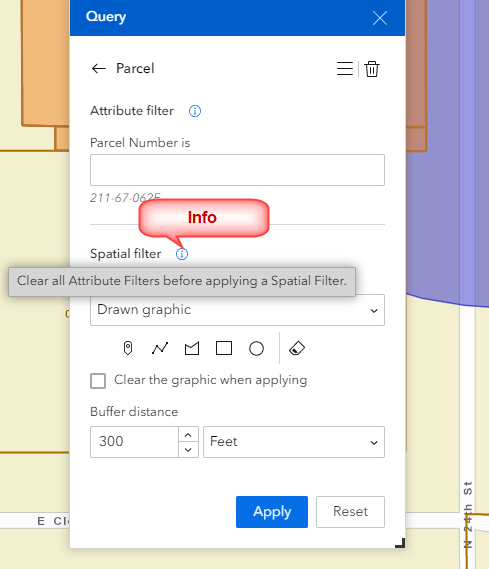 Query
Parcel
Attribute filter
Parcel Number is
211-67-062F
Info
Spatial filter
Clear all Attribute Filters before applying a Spatial Filter.
Drawn graphic
Clear the graphic when applying
Buffer distance
300
Feet
Apply
Reset
E Cl
N 24th St